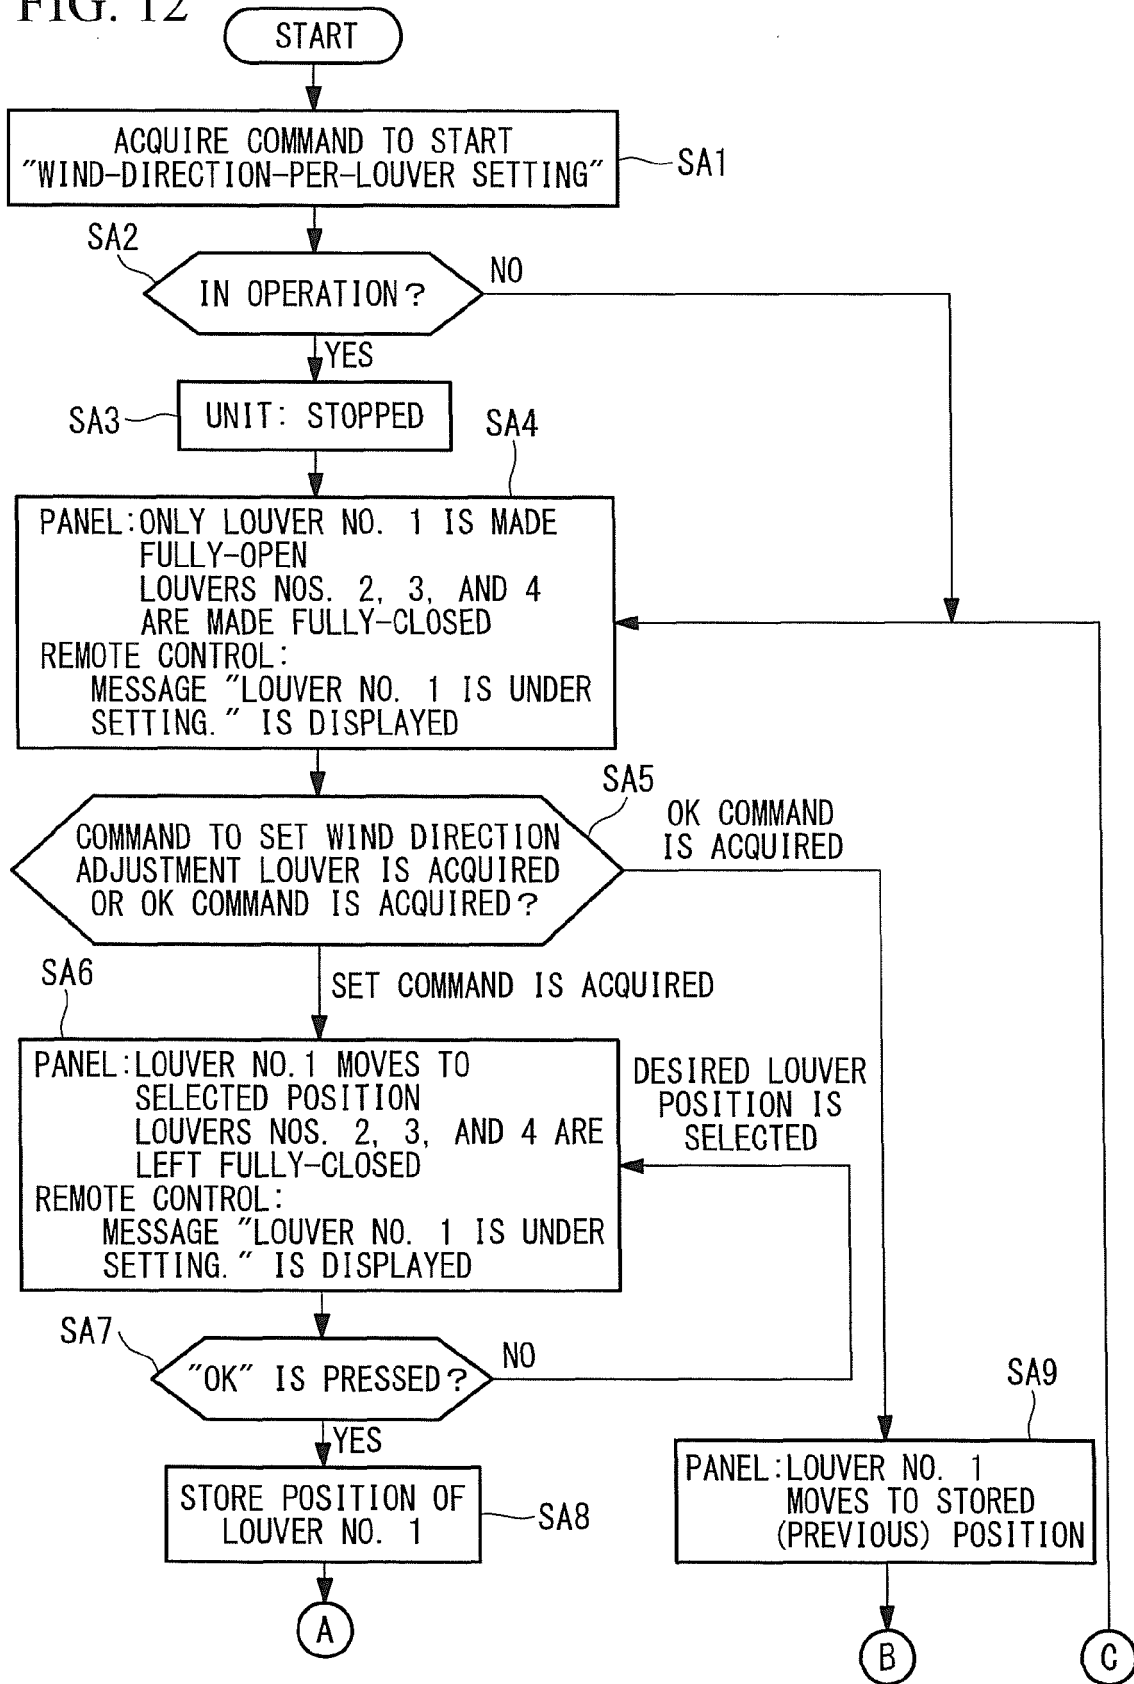 FIG. 12
START
ACQUIRE COMMAND TO START
"WIND-DIRECTION-PER-LOUVER SETTING"
SA1
SA2
IN OPERATION?
NO
YES
SA3
UNIT: STOPPED
SA4
PANEL:ONLY LOUVER NO. 1 IS MADE
FULLY-OPEN
LOUVERS NOS. 2, 3, AND 4
ARE MADE FULLY-CLOSED
REMOTE CONTROL:
MESSAGE "LOUVER NO. 1 IS UNDER
SETTING." IS DISPLAYED
SA5
COMMAND TO SET WIND DIRECTION
ADJUSTMENT LOUVER IS ACQUIRED
OR OK COMMAND IS ACQUIRED?
OK COMMAND
IS ACQUIRED
SA6
SET COMMAND IS ACQUIRED
PANEL:LOUVER NO.1 MOVES TO
SELECTED POSITION
LOUVERS NOS. 2, 3, AND 4 ARE
LEFT FULLY-CLOSED
REMOTE CONTROL:
MESSAGE "LOUVER NO. 1 IS UNDER
SETTING." IS DISPLAYED
DESIRED LOUVER
POSITION IS
SELECTED
SA7
"OK" IS PRESSED?
NO
YES
STORE POSITION OF
LOUVER NO. 1
SA8
SA9
PANEL:LOUVER NO. 1
MOVES TO STORED
(PREVIOUS) POSITION
A
B
C